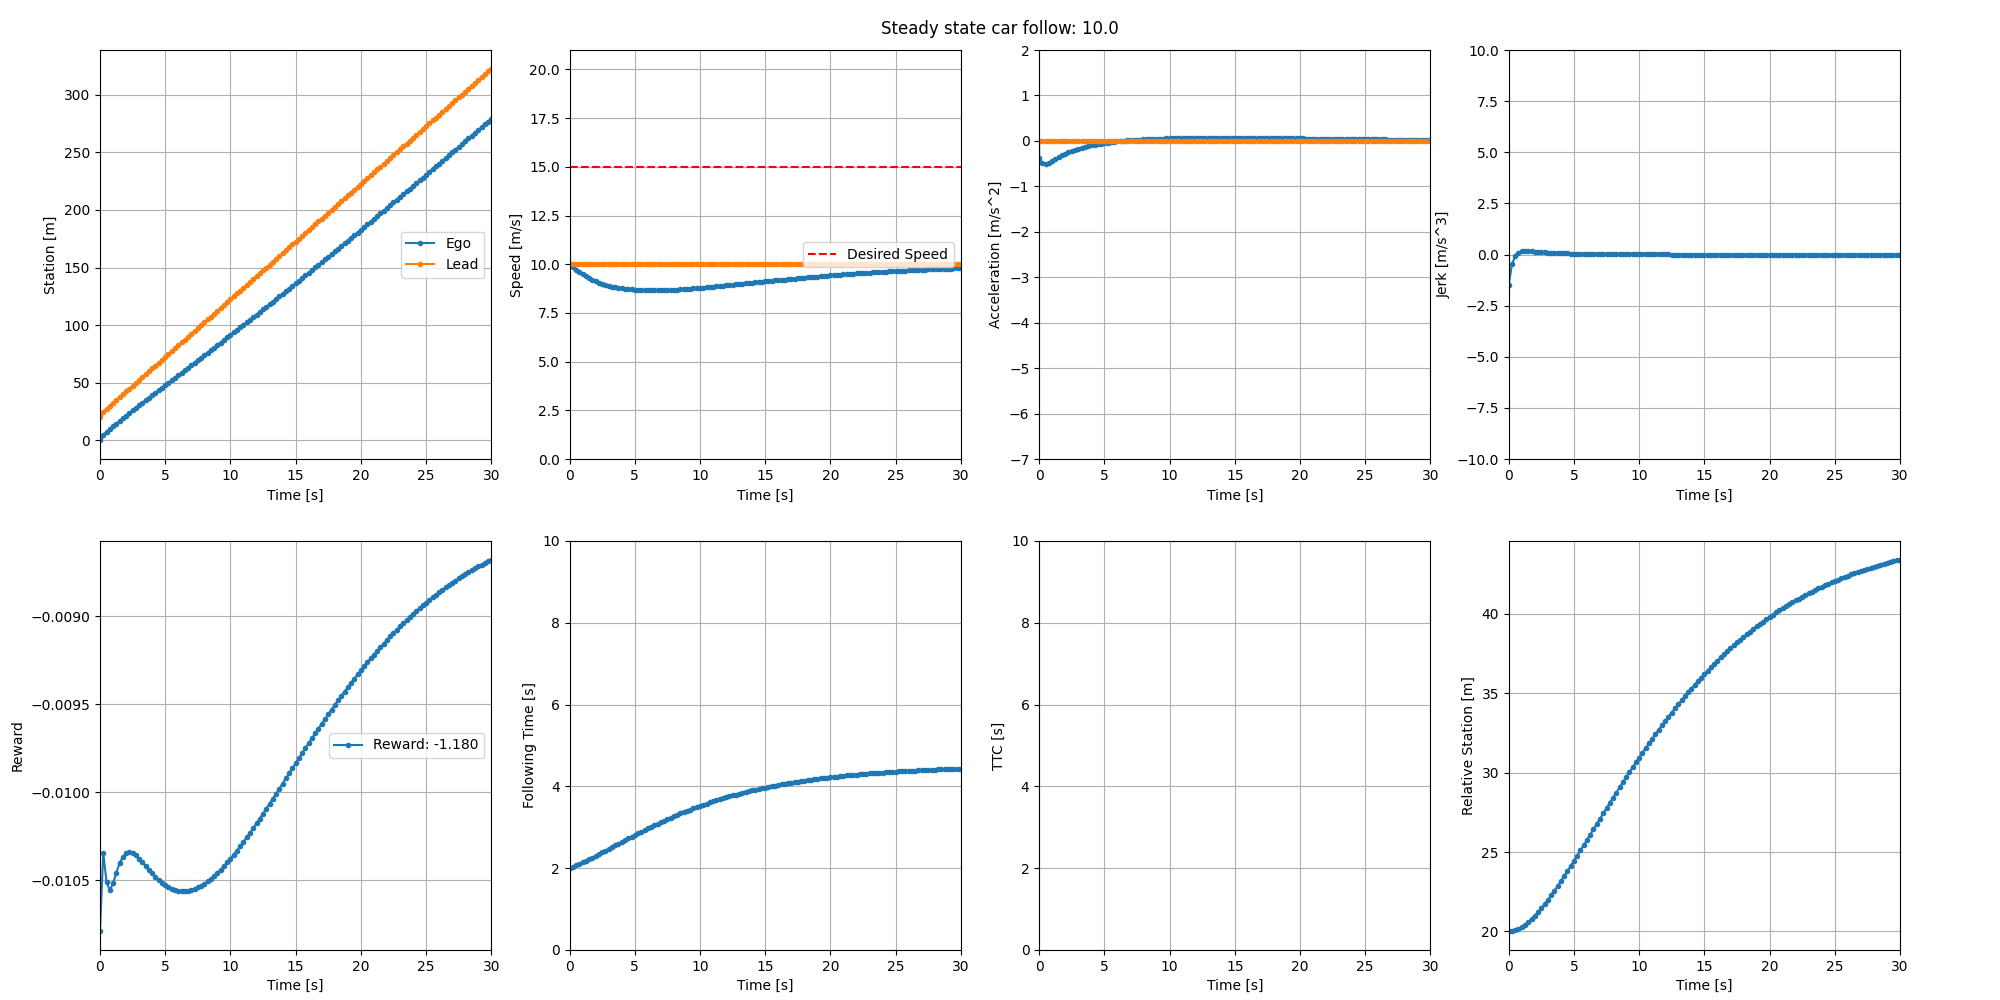 Steady state car follow: 10.0
Station [m]
300
250
200
150
100
50
0
Ego
Lead
0 5 10 15 20 25 30
Time [s]
Speed [m/s]
20.0
17.5
15.0
12.5
10.0
7.5
5.0
2.5
0.0
Desired Speed
0 5 10 15 20 25 30
Time [s]
Acceleration [m/s^2]
2
1
0
−1
−2
−3
−4
−5
−6
−7
0 5 10 15 20 25 30
Time [s]
Jerk [m/s^3]
10.0
7.5
5.0
2.5
0.0
−2.5
−5.0
−7.5
−10.0
0 5 10 15 20 25 30
Time [s]
Reward
−0.0090
−0.0095
−0.0100
−0.0105
Reward: -1.180
0 5 10 15 20 25 30
Time [s]
Following Time [s]
10
8
6
4
2
0
0 5 10 15 20 25 30
Time [s]
TTC [s]
10
8
6
4
2
0
0 5 10 15 20 25 30
Time [s]
Relative Station [m]
40
35
30
25
20
0 5 10 15 20 25 30
Time [s]